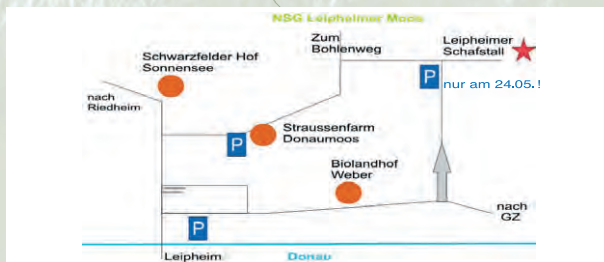 NSG Leipheimer Moos
Zum
Bohlenweg
Leipheimer
Schafstall
Schwarzfelder Hof
Sonnensee
P
nur am 24.05.!
nach
Riedheim
Straussenfarm
Donaumoos
P
Biolandhof
Weber
nach
GZ
P
Leipheim
Donau